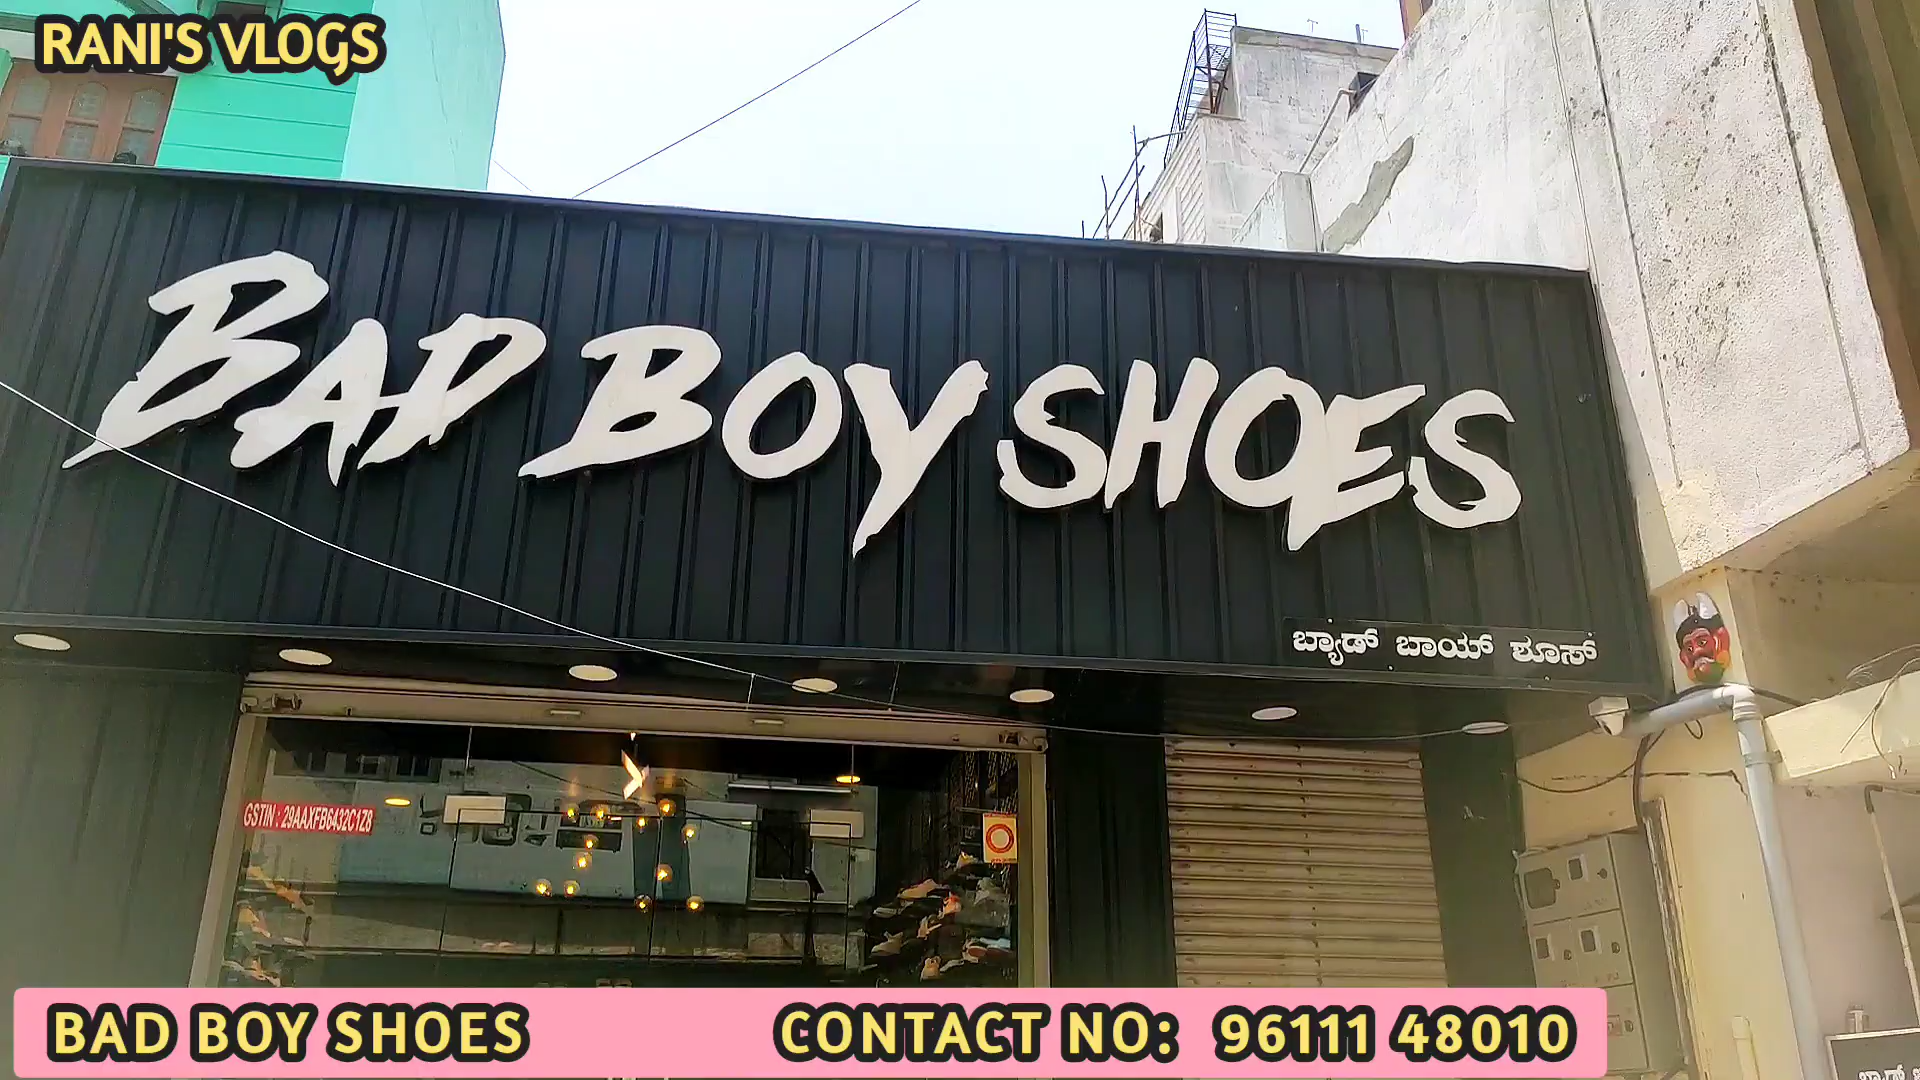 RANI'S VLOGS
BAD BOY SHOES
ಬ್ಯಾಡ್ ಬಾಯ್ ಶೂಸ್
GSTIN : 29AAXFB6432C1Z8
BAD BOY SHOES CONTACT NO: 96111 48010